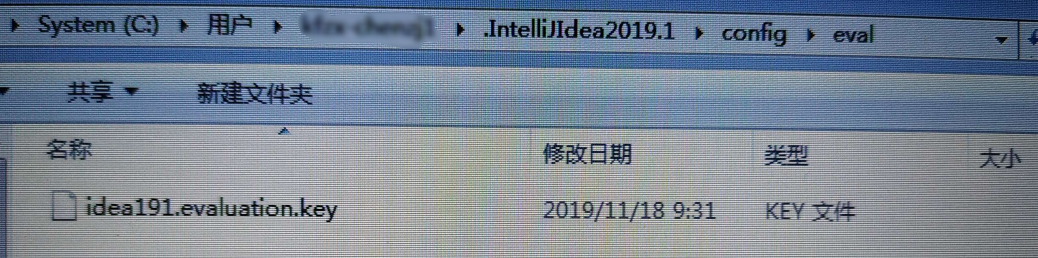 System (C:) 用户 .IntelliJIdea2019.1 config eval
共享 新建文件夹
名称 修改日期 类型 大小
idea191.evaluation.key 2019/11/18 9:31 KEY 文件